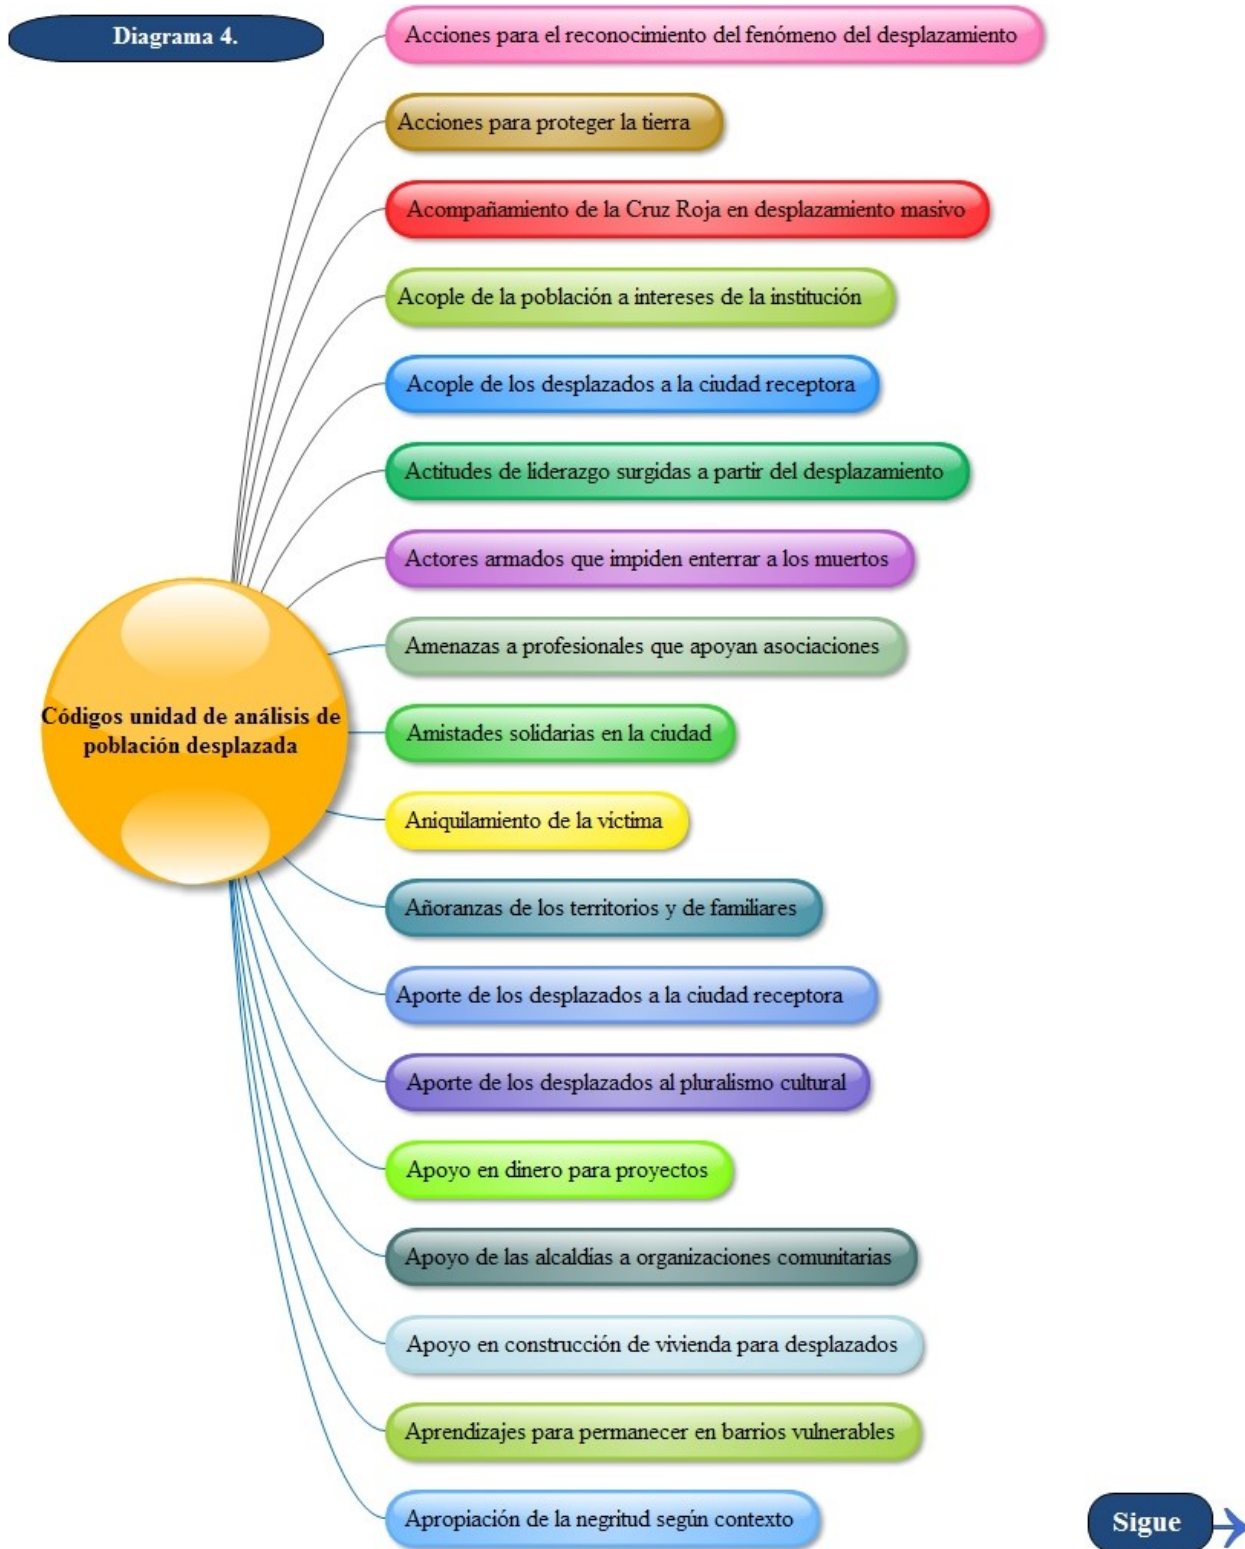 Diagrama 4.
Acciones para el reconocimiento del fenómeno del desplazamiento
Acciones para proteger la tierra
Acompañamiento de la Cruz Roja en desplazamiento masivo
Acople de la población a intereses de la institución
Acople de los desplazados a la ciudad receptora
Actitudes de liderazgo surgidas a partir del desplazamiento
Actores armados que impiden enterrar a los muertos
Amenazas a profesionales que apoyan asociaciones
Códigos unidad de análisis de
población desplazada
Amistades solidarias en la ciudad
Aniquilamiento de la víctima
Añoranzas de los territorios y de familiares
Aporte de los desplazados a la ciudad receptora
Aporte de los desplazados al pluralismo cultural
Apoyo en dinero para proyectos
Apoyo de las alcaldías a organizaciones comunitarias
Apoyo en construcción de vivienda para desplazados
Aprendizajes para permanecer en barrios vulnerables
Apropiación de la negritud según contexto
Sigue